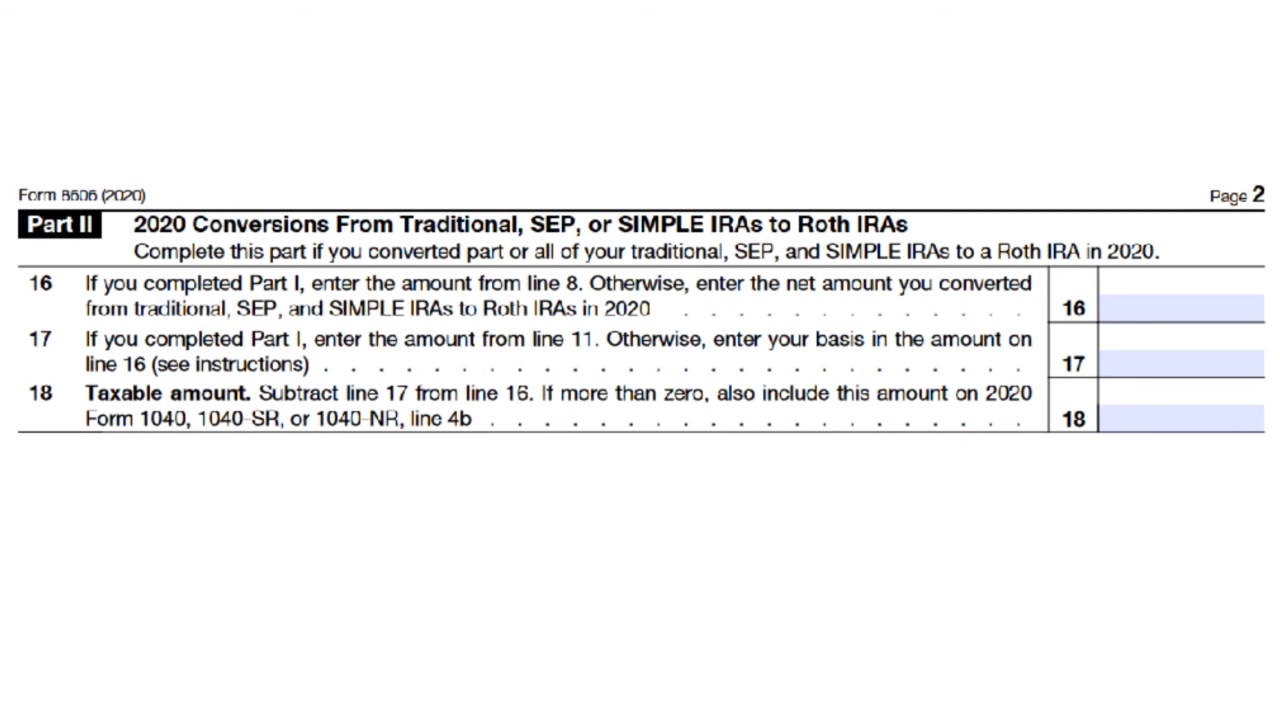 Form 8606 (2020) Page 2
Part II 2020 Conversions From Traditional, SEP, or SIMPLE IRAs to Roth IRAs
Complete this part if you converted part or all of your traditional, SEP, and SIMPLE IRAs to a Roth IRA in 2020.
16 If you completed Part I, enter the amount from line 8. Otherwise, enter the net amount you converted
from traditional, SEP, and SIMPLE IRAs to Roth IRAs in 2020 . . . . . . . . . . . . . 16
17 If you completed Part I, enter the amount from line 11. Otherwise, enter your basis in the amount on
line 16 (see instructions) . . . . . . . . . . . . . . . . . . . . . . . . . . 17
18 Taxable amount. Subtract line 17 from line 16. If more than zero, also include this amount on 2020
Form 1040, 1040-SR, or 1040-NR, line 4b . . . . . . . . . . . . . . . . . . . . 18